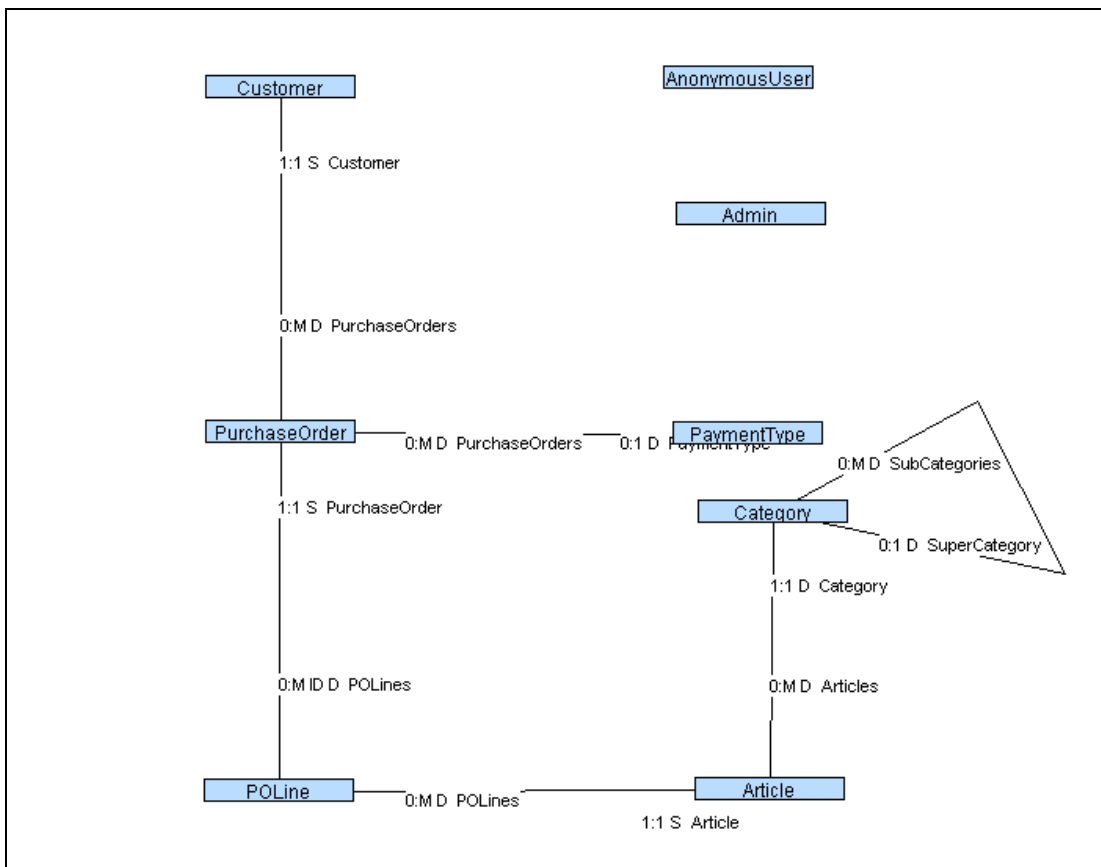 Customer
AnonymousUser
1:1 S Customer
Admin
0:M D PurchaseOrders
PurchaseOrder
0:M D PurchaseOrders
0:1 D PaymentType
PaymentType
0:M D SubCategories
1:1 S PurchaseOrder
Category
0:1 D SuperCategory
1:1 D Category
0:M ID D POLines
0:M D Articles
POLine
0:M D POLines
Article
1:1 S Article